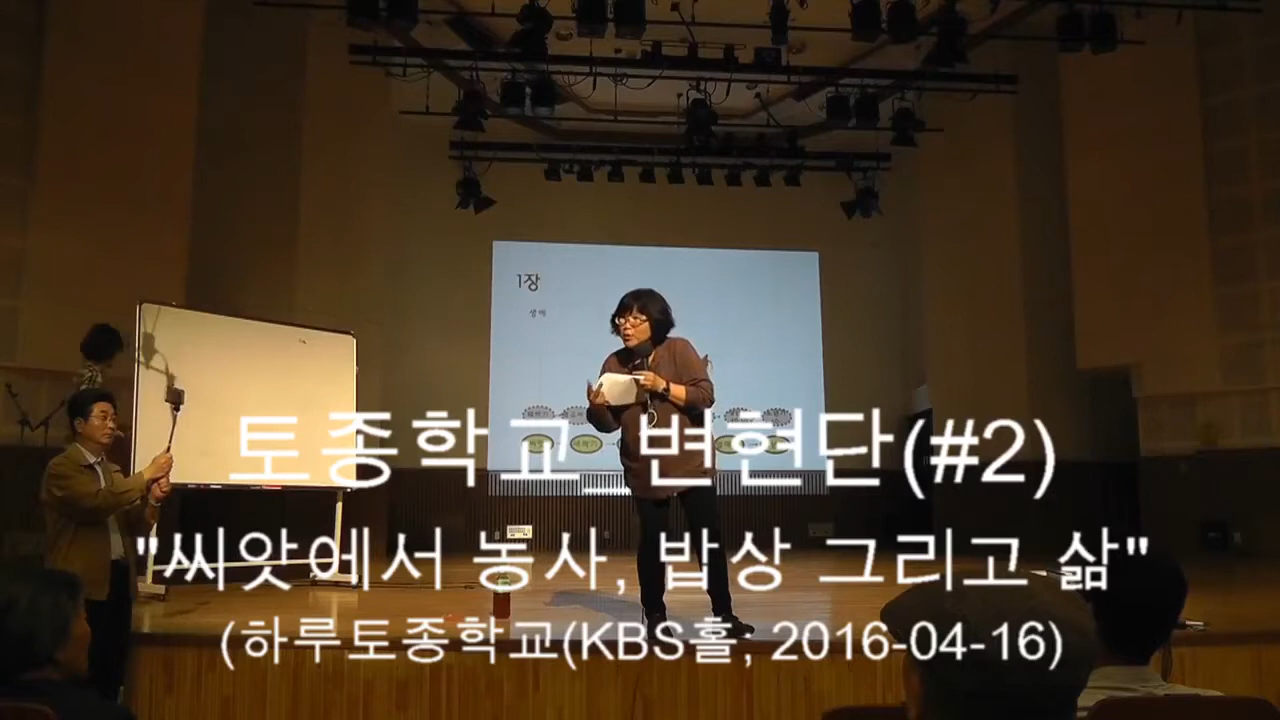 1장
토종학교_변현단(#2)
"씨앗에서 농사, 밥상 그리고 삶"
(하루토종학교(KBS홀, 2016-04-16)